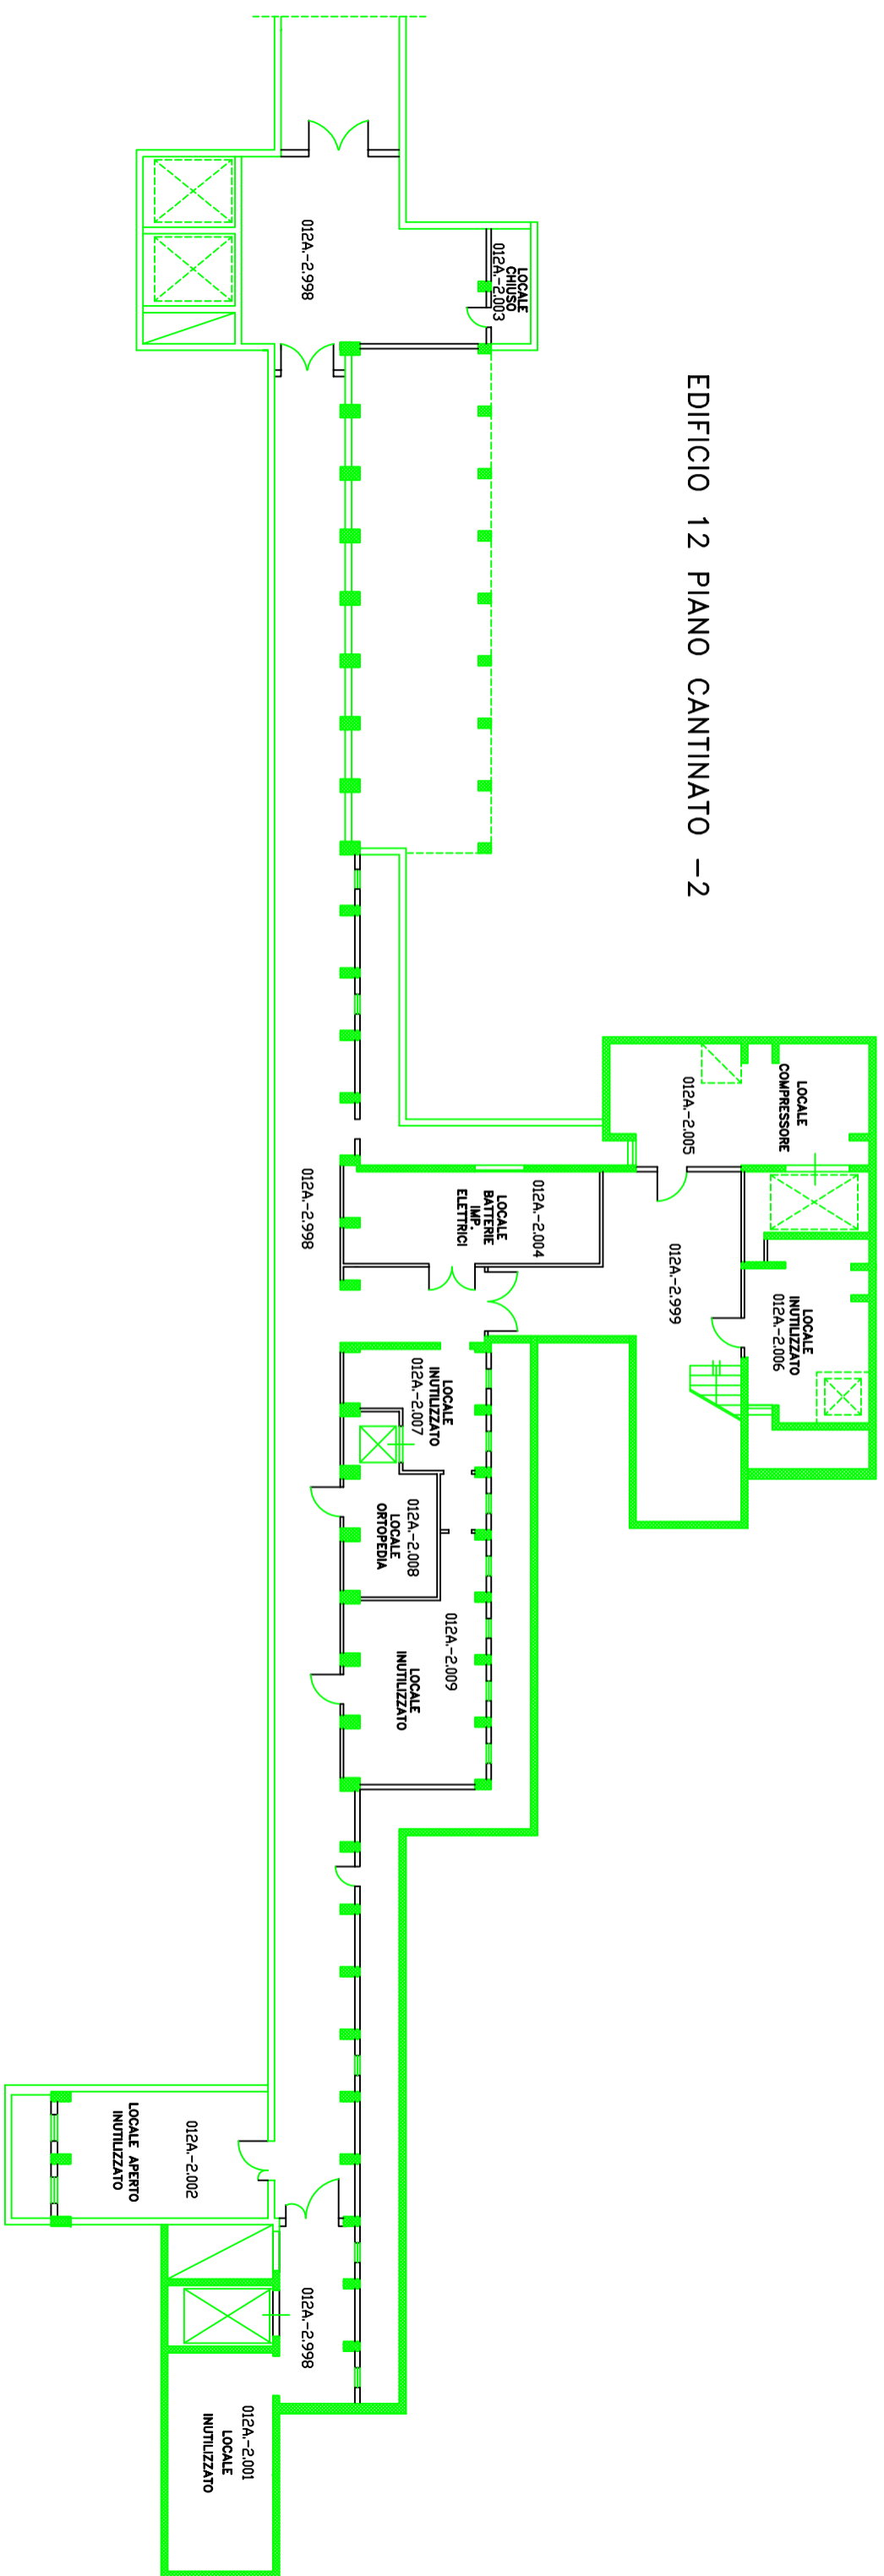 EDIFICIO 12 PIANO CANTINATO -2
LOCALE
CHIUSO
012A.-2.003
012A.-2.998
LOCALE
COMPRESSORE
012A.-2.005
012A.-2.004
LOCALE
BATTERIE
IMP.
ELETTRICI
012A.-2.998
012A.-2.999
LOCALE
INUTILIZZATO
012A.-2.006
LOCALE
INUTILIZZATO
012A.-2.007
012A.-2.008
LOCALE
ORTOPEDIA
012A.-2.009
LOCALE
INUTILIZZATO
012A.-2.002
LOCALE APERTO
INUTILIZZATO
012A.-2.998
012A.-2.001
LOCALE
INUTILIZZATO